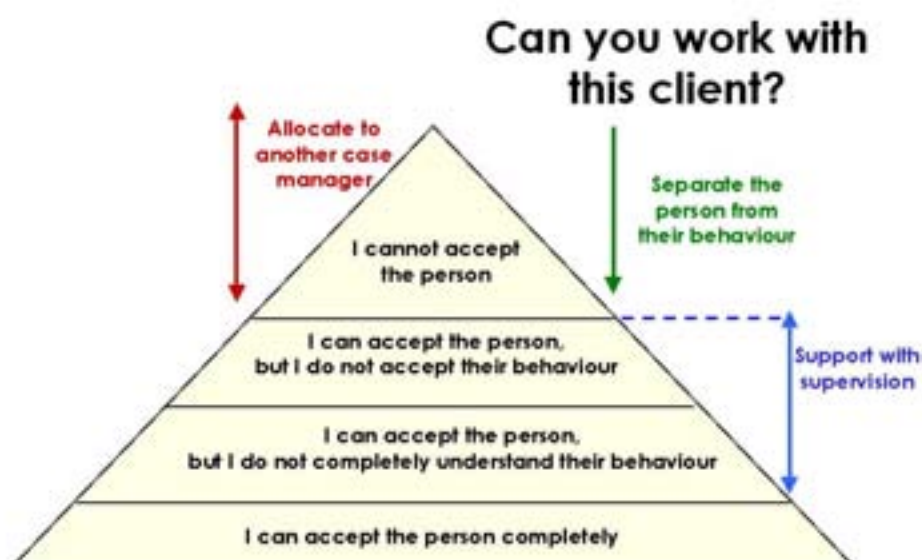 Can you work with
this client?
Allocate to
another case
manager
Separate the
person from
their behaviour
I cannot accept
the person
I can accept the person,
but I do not accept their behaviour
Support with
supervision
I can accept the person,
but I do not completely understand their behaviour
I can accept the person completely